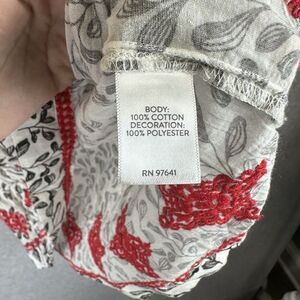 BODY:
100% COTTON
DECORATION:
100% POLYESTER
RN 97641